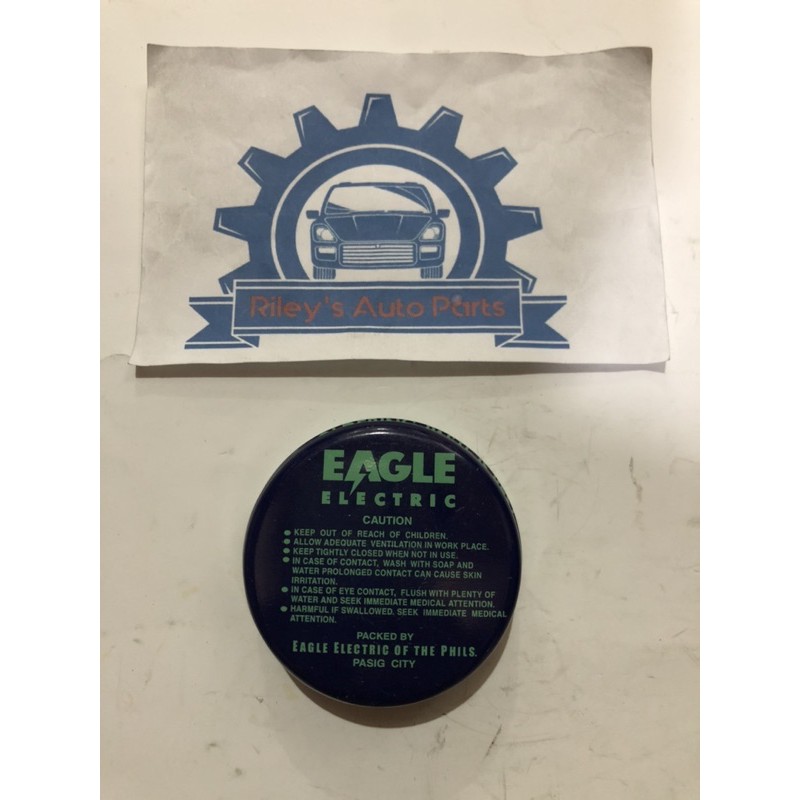 Riley's Auto Parts
EAGLE
ELECTRIC
CAUTION
● KEEP OUT OF REACH OF CHILDREN.
● ALLOW ADEQUATE VENTILATION IN WORK PLACE.
● KEEP TIGHTLY CLOSED WHEN NOT IN USE.
● IN CASE OF CONTACT, WASH WITH SOAP AND
WATER PROLONGED CONTACT CAN CAUSE SKIN
IRRITATION.
● IN CASE OF EYE CONTACT, FLUSH WITH PLENTY OF
WATER AND SEEK IMMEDIATE MEDICAL ATTENTION.
● HARMFUL IF SWALLOWED. SEEK IMMEDIATE MEDICAL
ATTENTION.
PACKED BY
EAGLE ELECTRIC OF THE PHILS.
PASIG CITY